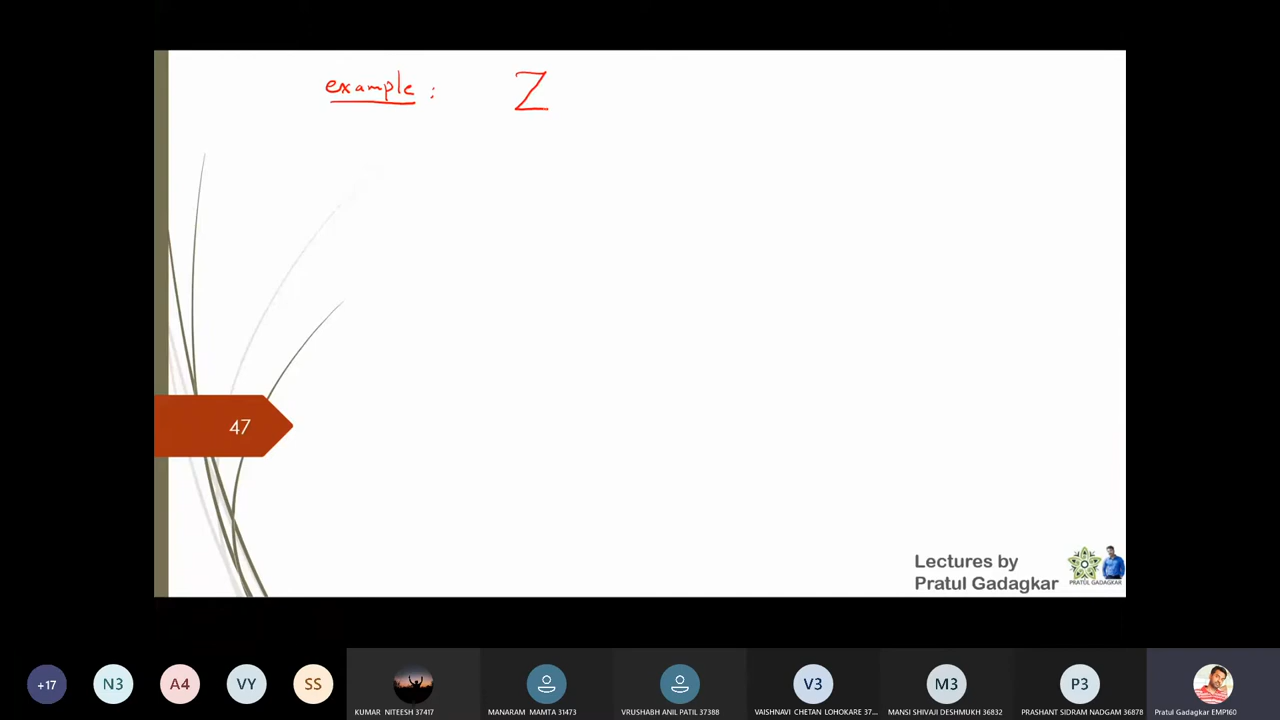 example : Z
47
Lectures by
Pratul Gadagkar
PRATUL GADAGKAR
+17 N3 A4 VY SS V3 M3 P3
KUMAR NITEESH 37417 MANARAM MAMTA 31473 VRUSHABH ANIL PATIL 37388 VAISHNAVI CHETAN LOHOKARE 37... MANSI SHIVAJI DESHMUKH 36832 PRASHANT SIDRAM NADGAM 36878 Pratul Gadagkar EMP160